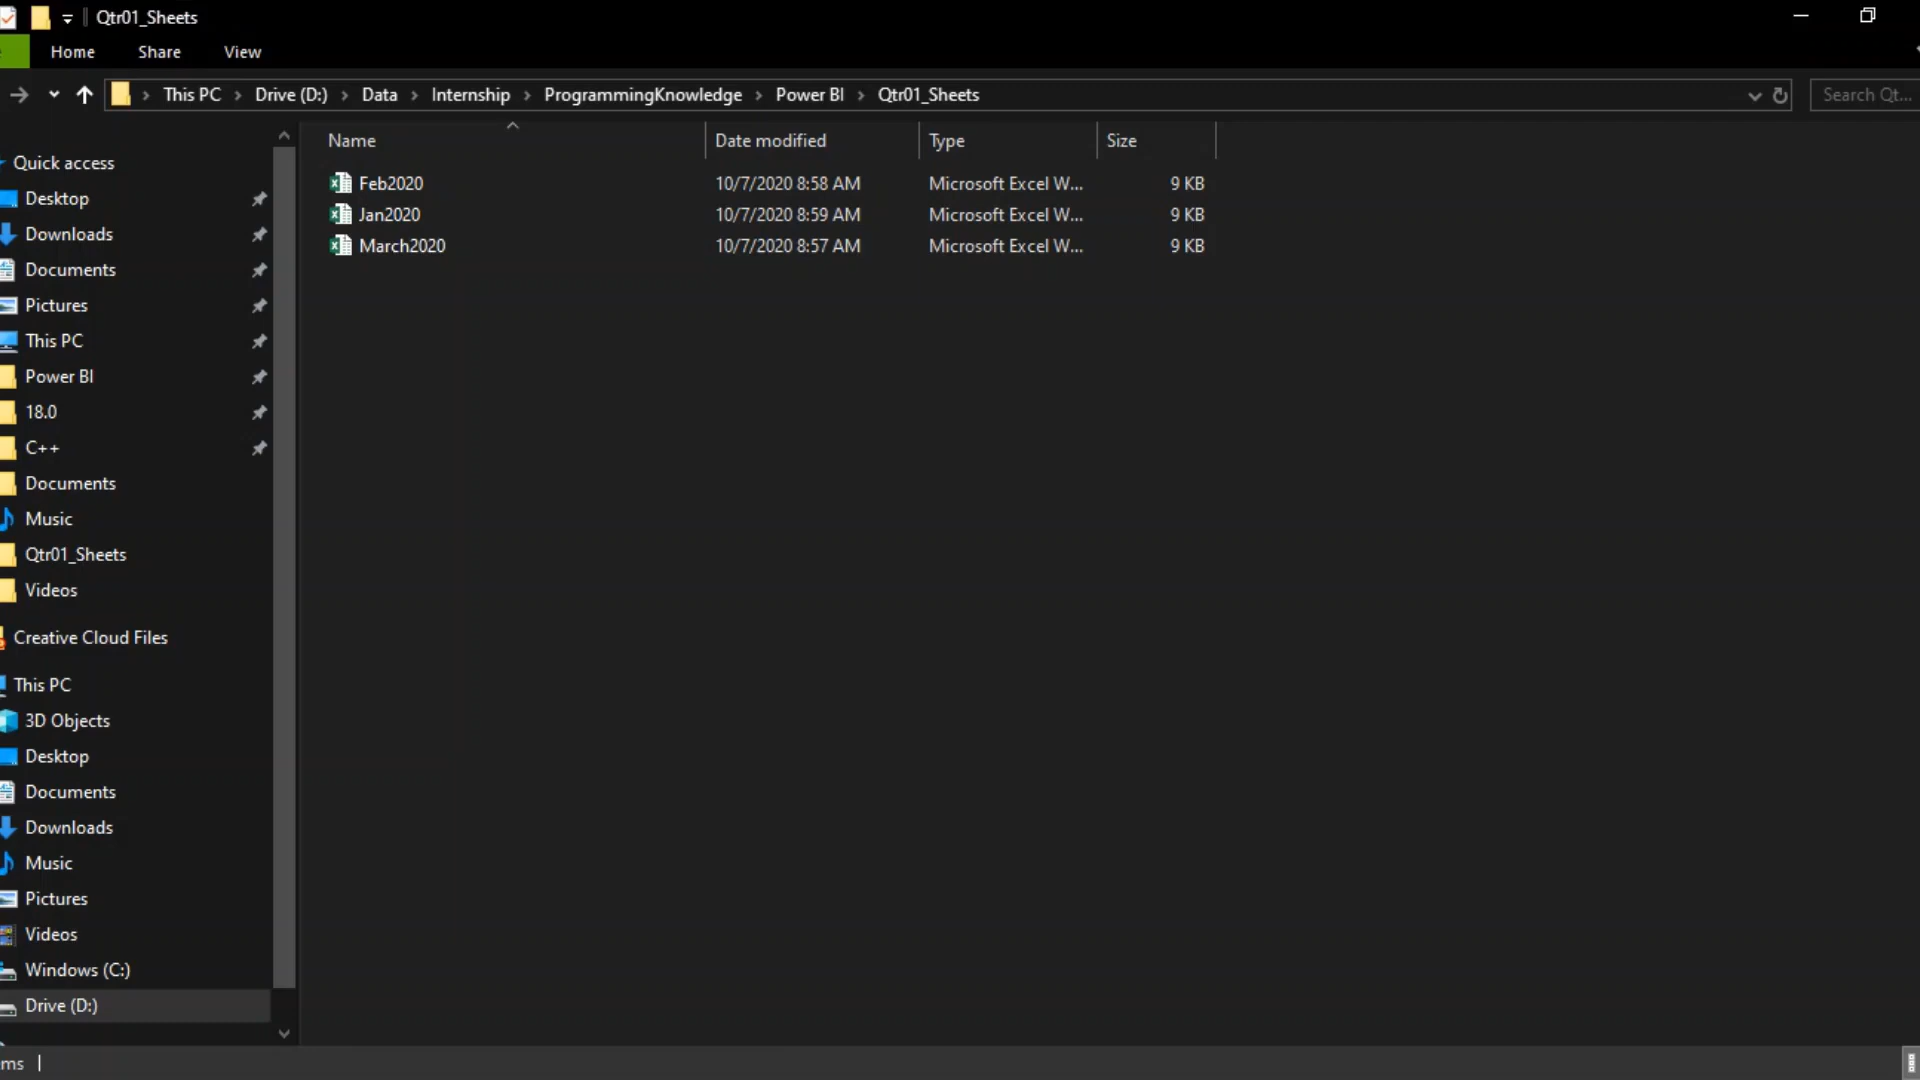 Qtr01_Sheets
Home Share View
This PC Drive (D:) Data Internship ProgrammingKnowledge Power BI Qtr01_Sheets Search Qt...
Name Date modified Type Size
Feb2020 10/7/2020 8:58 AM Microsoft Excel W... 9 KB
Jan2020 10/7/2020 8:59 AM Microsoft Excel W... 9 KB
March2020 10/7/2020 8:57 AM Microsoft Excel W... 9 KB
Quick access
Desktop
Downloads
Documents
Pictures
This PC
Power BI
18.0
C++
Documents
Music
Qtr01_Sheets
Videos
Creative Cloud Files
This PC
3D Objects
Desktop
Documents
Downloads
Music
Pictures
Videos
Windows (C:)
Drive (D:)
ms